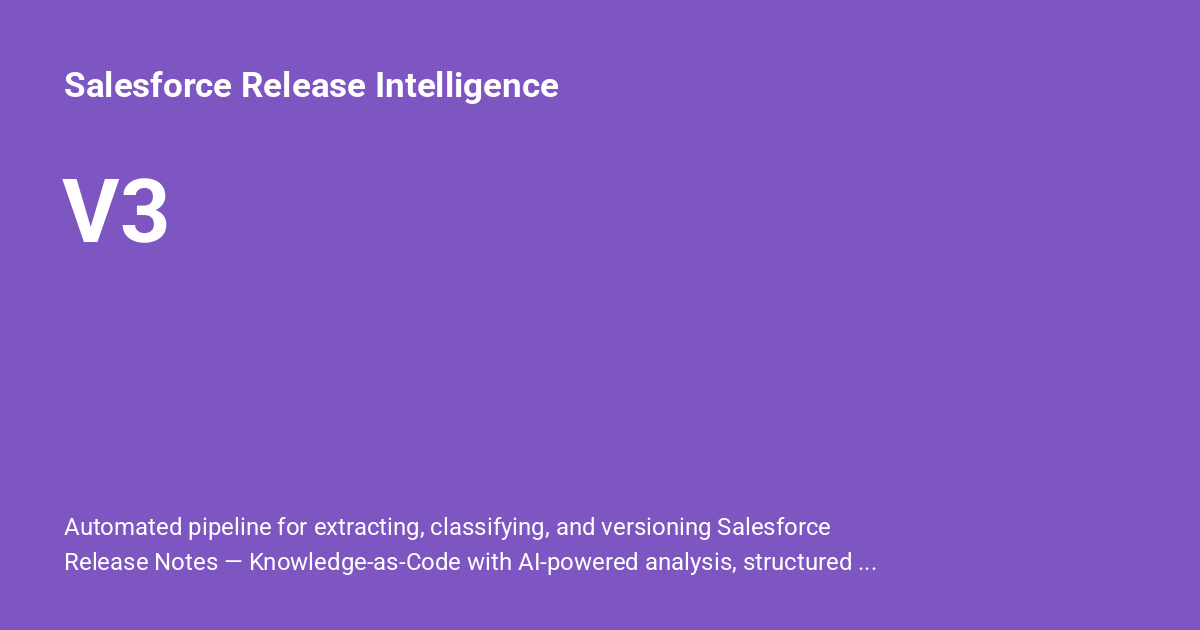 Salesforce Release Intelligence
V3
Automated pipeline for extracting, classifying, and versioning Salesforce
Release Notes — Knowledge-as-Code with AI-powered analysis, structured ...